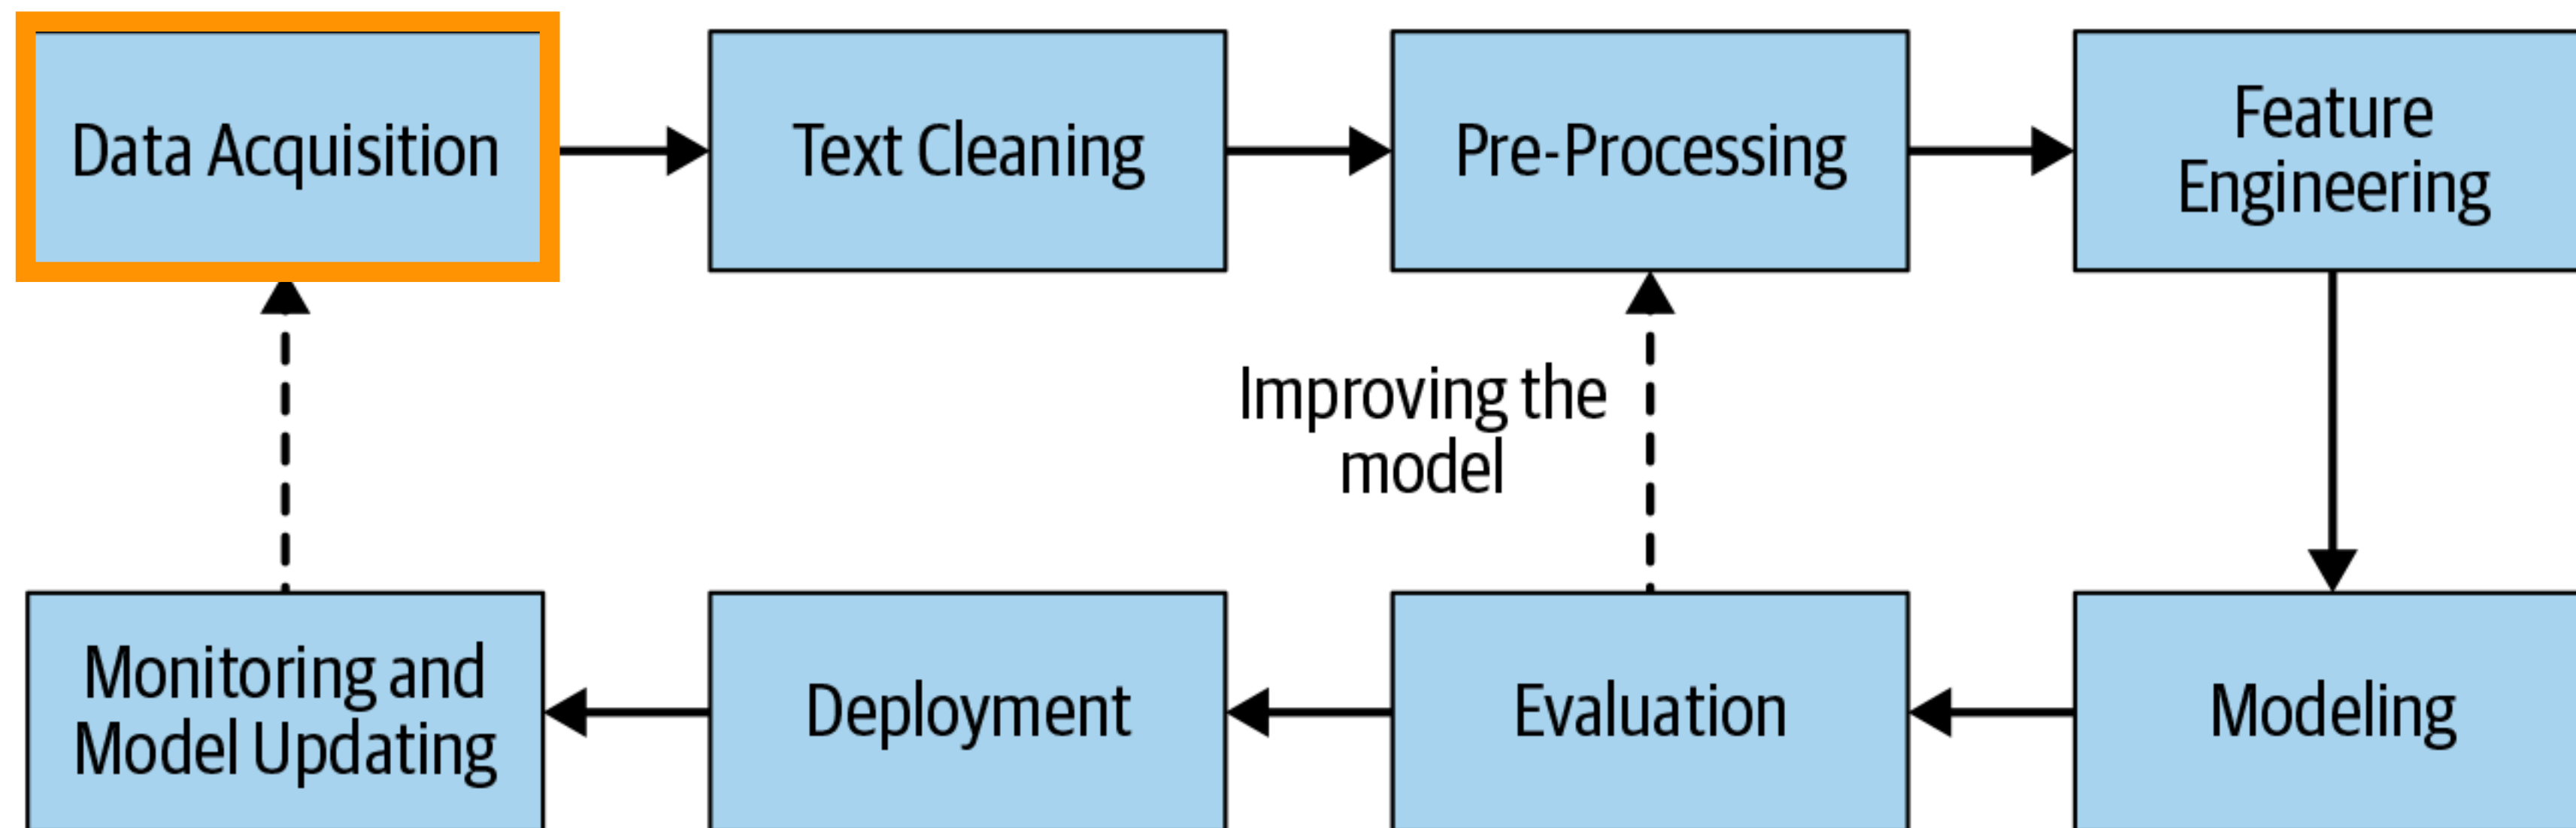 Data Acquisition
Text Cleaning
Pre-Processing
Feature
Engineering
Improving the
model
Monitoring and
Model Updating
Deployment
Evaluation
Modeling